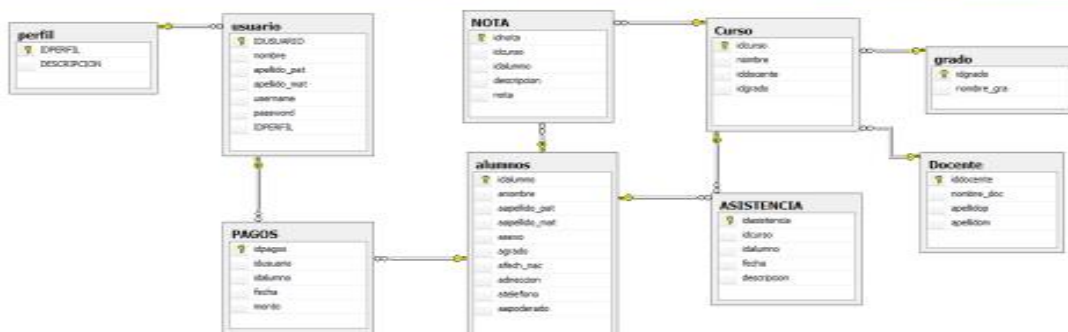 perfil
IDPERFIL
DESCRIPCION
usuario
IDUSUARIO
nombre
apellido_pat
apellido_mat
username
password
IDPERFIL
NOTA
idnota
idcurso
idalumno
descripcion
nota
Curso
idcurso
nombre
iddocente
idgrado
grado
idgrado
nombre_gra
PAGOS
idpagos
idusuario
idalumno
fecha
monto
alumnos
idalumno
anombre
aapellido_pat
aapellido_mat
asexo
agrado
afech_nac
adireccion
atelefono
aapoderado
ASISTENCIA
idasistencia
idcurso
idalumno
fecha
descripcion
Docente
iddocente
nombre_doc
apellidop
apellidom